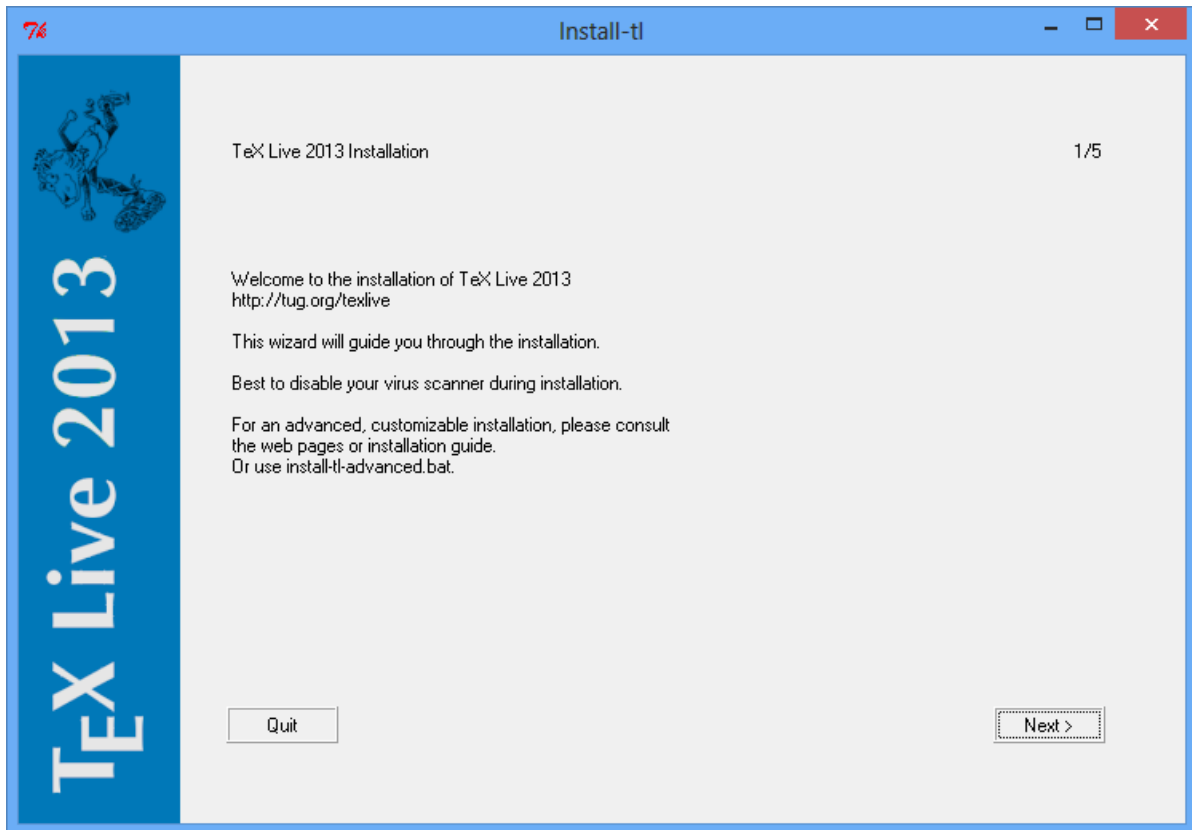 Install-tl
TeX Live 2013
TeX Live 2013 Installation
1/5
Welcome to the installation of TeX Live 2013
http://tug.org/texlive
This wizard will guide you through the installation.
Best to disable your virus scanner during installation.
For an advanced, customizable installation, please consult
the web pages or installation guide.
Or use install-tl-advanced.bat.
Quit
Next >